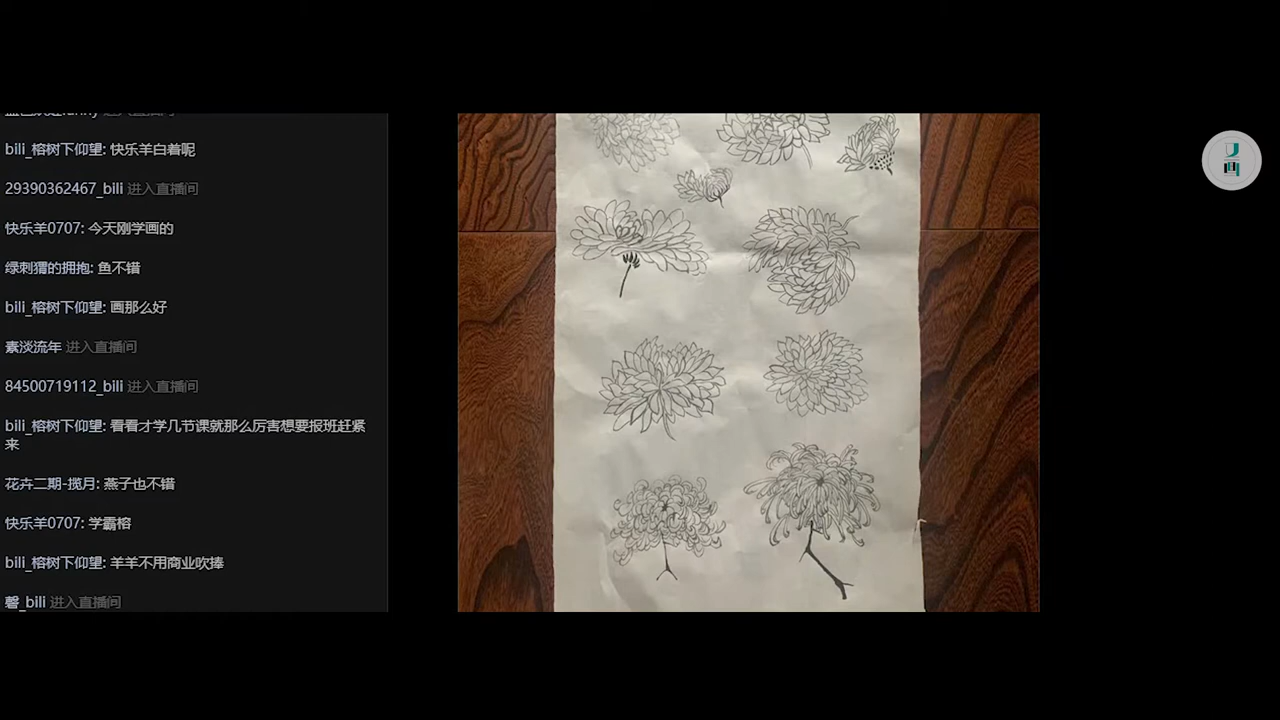 bili_榕树下仰望: 快乐羊白着呢
29390362467_bili 进入直播间
快乐羊0707: 今天刚学画的
绿刺猬的拥抱: 鱼不错
bili_榕树下仰望: 画那么好
素淡流年 进入直播间
84500719112_bili 进入直播间
bili_榕树下仰望: 看看才学几节课就那么厉害想要报班赶紧
来
花卉二期-揽月: 燕子也不错
快乐羊0707: 学霸榕
bili_榕树下仰望: 羊羊不用商业吹捧
馨_bili 进入直播间